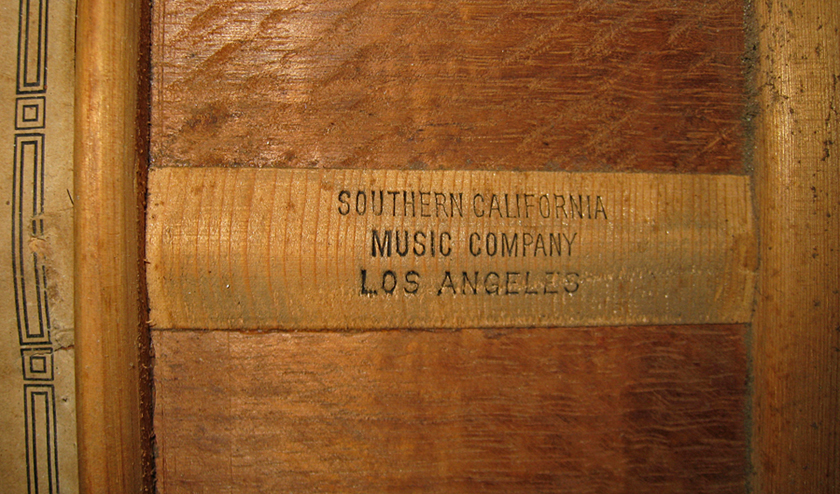 SOUTHERN CALIFORNIA
MUSIC COMPANY
LOS ANGELES